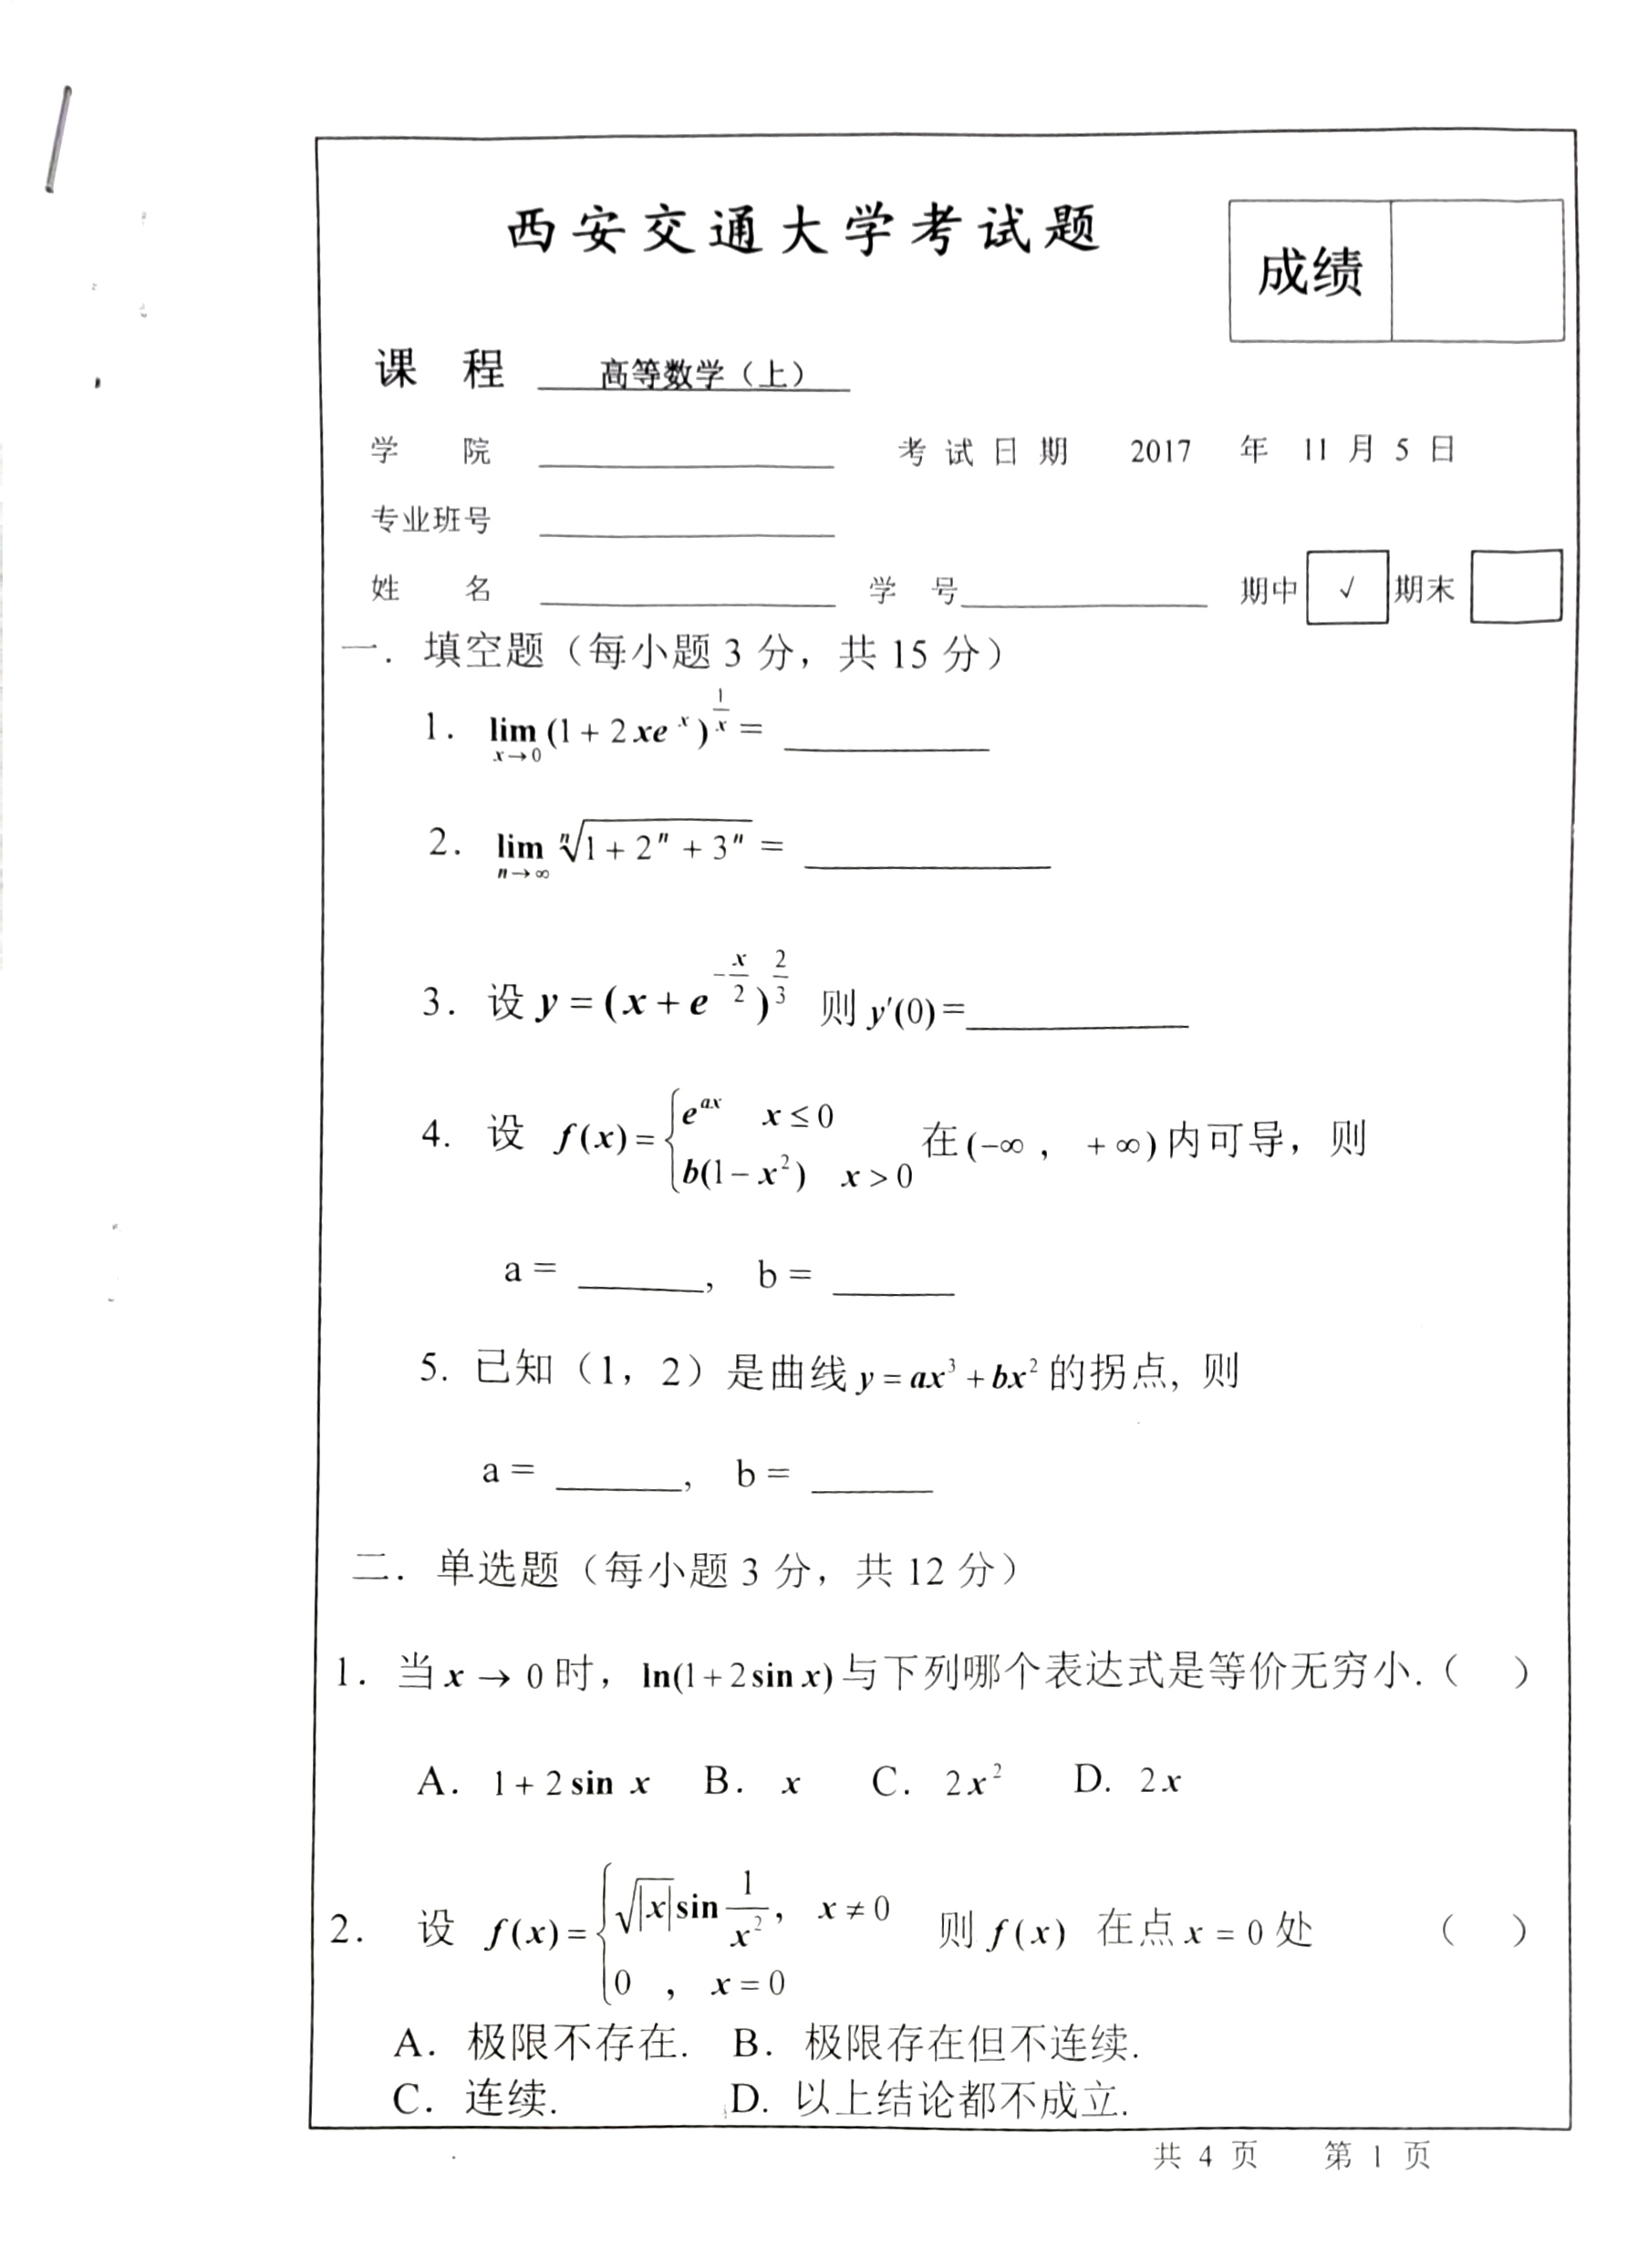 西安交通大学考试题
成绩
课 程 高等数学（上）
学 院 考试日期 2017 年 11 月 5 日
专业班号
姓 名 学 号 期中 √ 期末
一． 填空题（每小题 3 分，共 15 分）
1． lim_{x→0} (1 + 2xe^x)^{1/x} =
2． lim_{n→∞} ⁿ√(1 + 2^n + 3^n) =
3． 设 y = (x + e^{-x/2})^{2/3} 则 y′(0) =
4. 设 f(x) = { e^{ax} x ≤ 0
b(1 − x²) x > 0 在 (−∞ ， + ∞) 内可导，则
a = ， b =
5. 已知（1，2）是曲线 y = ax³ + bx² 的拐点, 则
a = ， b =
二． 单选题（每小题 3 分，共 12 分）
1．当 x → 0 时， ln(1 + 2 sin x) 与下列哪个表达式是等价无穷小.（ ）
A． 1 + 2 sin x B． x C． 2x² D. 2x
2． 设 f(x) = { √|x| sin 1/x² ， x ≠ 0
0 ， x = 0 则 f(x) 在点 x = 0 处 （ ）
A．极限不存在. B．极限存在但不连续.
C．连续. D. 以上结论都不成立.
共 4 页 第 1 页